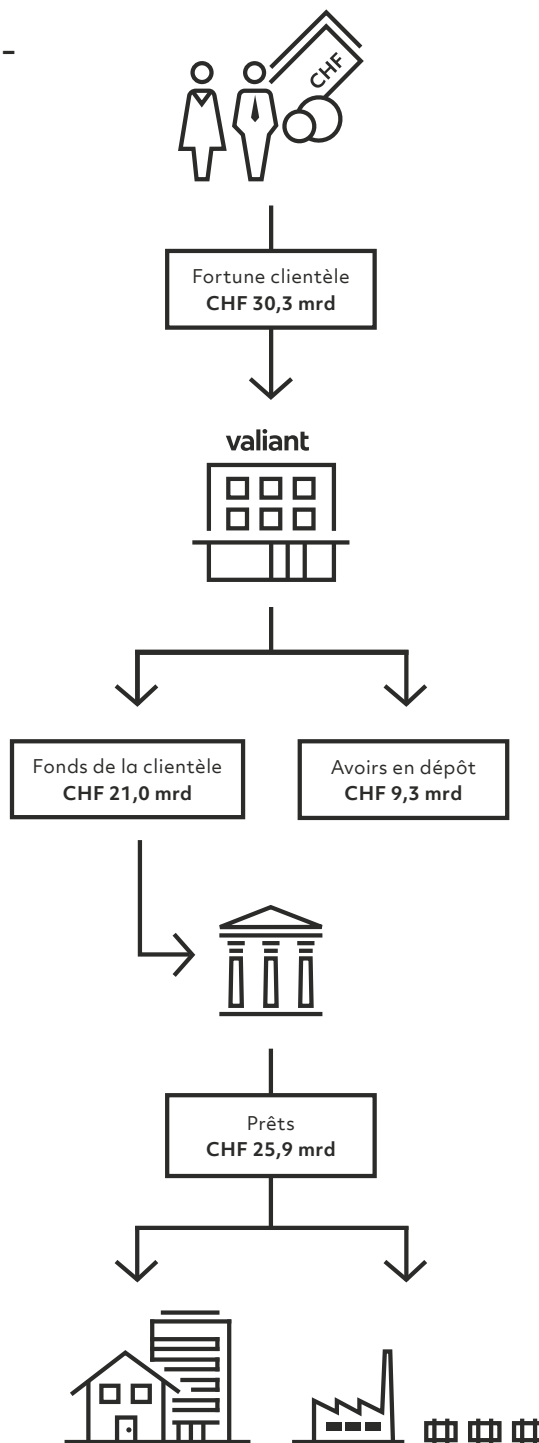 -
CHF
Fortune clientèle
CHF 30,3 mrd
valiant
Fonds de la clientèle
CHF 21,0 mrd
Avoirs en dépôt
CHF 9,3 mrd
Prêts
CHF 25,9 mrd